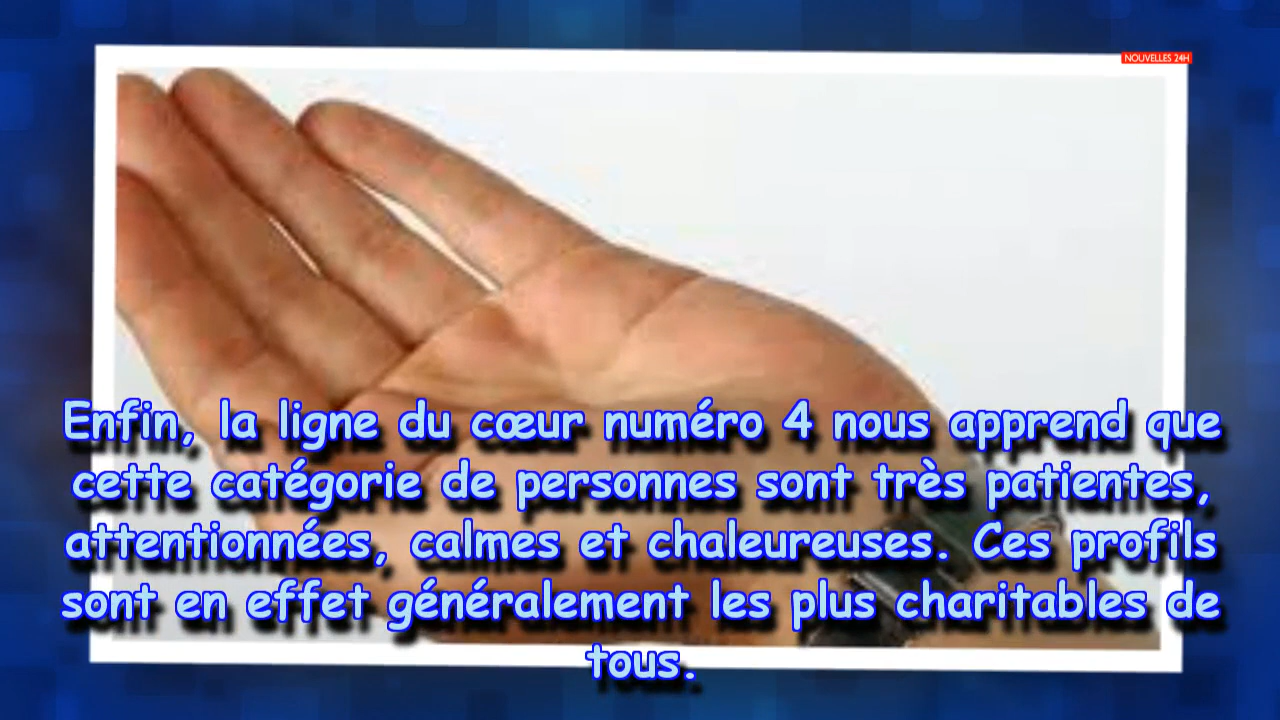 NOUVELLES 24H
Enfin, la ligne du cœur numéro 4 nous apprend que
cette catégorie de personnes sont très patientes,
attentionnées, calmes et chaleureuses. Ces profils
sont en effet généralement les plus charitables de
tous.